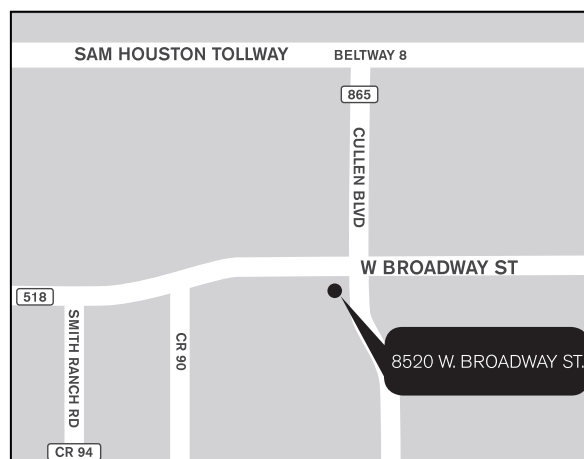 SAM HOUSTON TOLLWAY
BELTWAY 8
865
CULLEN BLVD
W BROADWAY ST
518
SMITH RANCH RD
CR 90
8520 W. BROADWAY ST.
CR 94